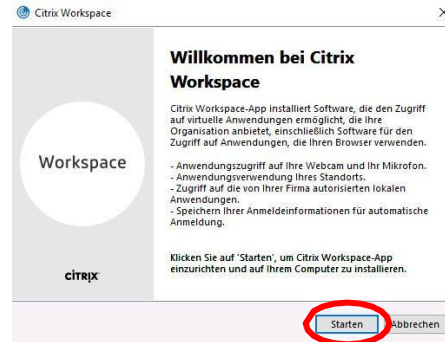 Citrix Workspace
Willkommen bei Citrix
Workspace
Citrix Workspace-App installiert Software, die den Zugriff
auf virtuelle Anwendungen ermöglicht, die Ihre
Organisation anbietet, einschließlich Software für den
Zugriff auf Anwendungen, die Ihren Browser verwenden.
- Anwendungszugriff auf Ihre Webcam und Ihr Mikrofon.
- Anwendungsverwendung Ihres Standorts.
- Zugriff auf die von Ihrer Firma autorisierten lokalen
Anwendungen.
- Speichern Ihrer Anmeldeinformationen für automatische
Anmeldung.
Workspace
Klicken Sie auf 'Starten', um Citrix Workspace-App
einzurichten und auf Ihrem Computer zu installieren.
citrix
Starten
Abbrechen